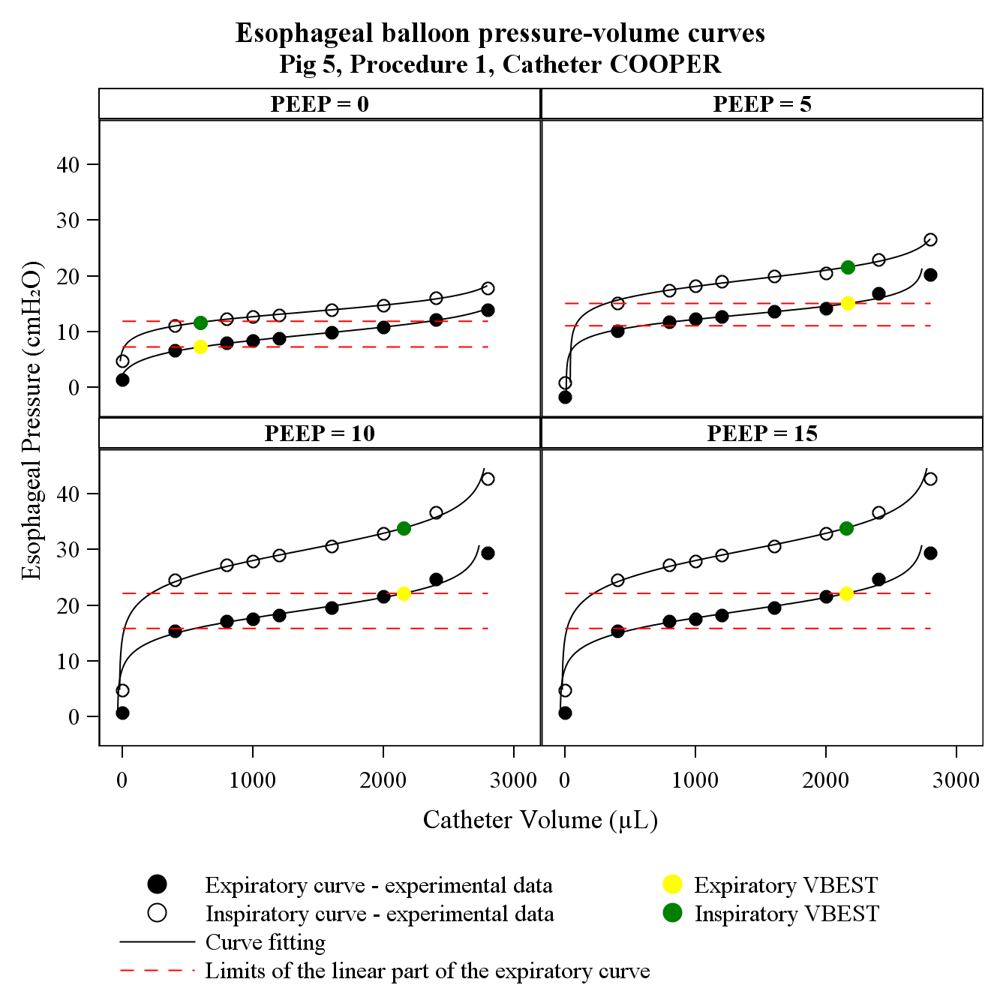 Esophageal balloon pressure-volume curves
Pig 5, Procedure 1, Catheter COOPER
PEEP = 0
PEEP = 5
40
30
20
10
0
Esophageal Pressure (cmH₂O)
PEEP = 10
PEEP = 15
40
30
20
10
0
0 1000 2000 3000 0 1000 2000 3000
Catheter Volume (µL)
Expiratory curve - experimental data
Expiratory VBEST
Inspiratory curve - experimental data
Inspiratory VBEST
Curve fitting
Limits of the linear part of the expiratory curve